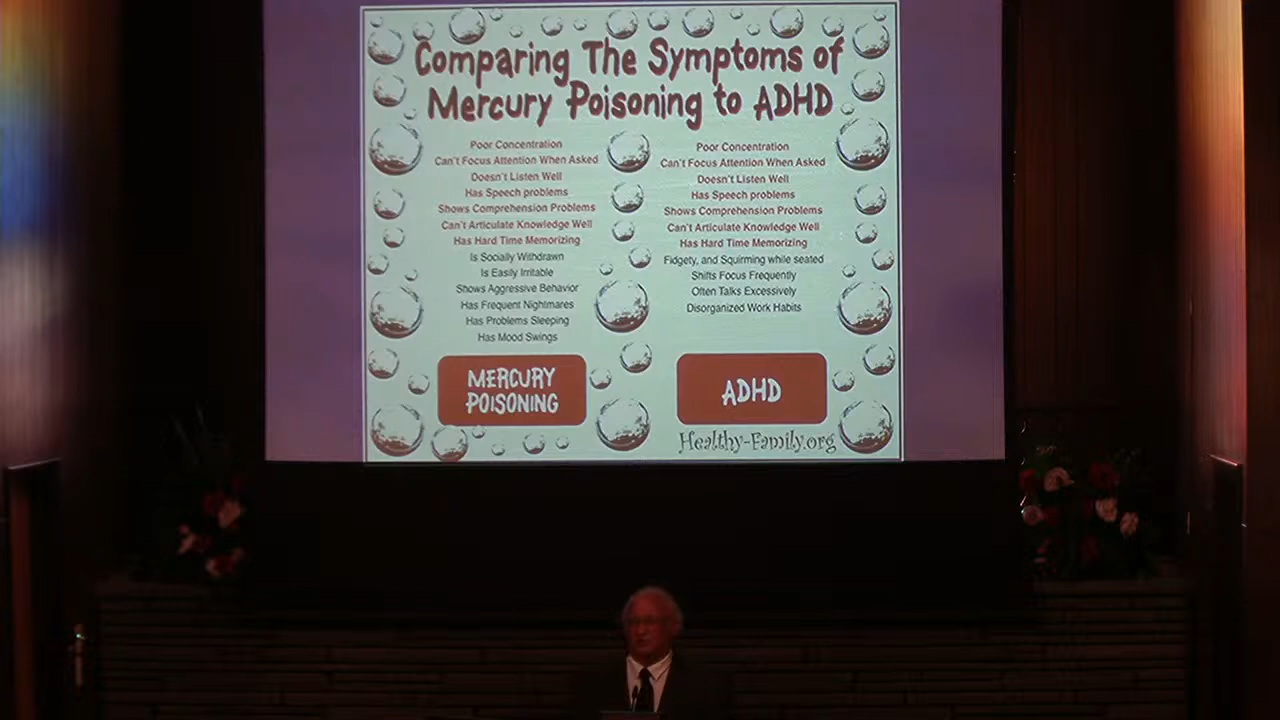 Comparing The Symptoms of
Mercury Poisoning to ADHD
Poor Concentration
Can't Focus Attention When Asked
Doesn't Listen Well
Has Speech problems
Shows Comprehension Problems
Can't Articulate Knowledge Well
Has Hard Time Memorizing
Is Socially Withdrawn
Is Easily Irritable
Shows Aggressive Behavior
Has Frequent Nightmares
Has Problems Sleeping
Has Mood Swings
MERCURY
POISONING
Poor Concentration
Can't Focus Attention When Asked
Doesn't Listen Well
Has Speech problems
Shows Comprehension Problems
Can't Articulate Knowledge Well
Has Hard Time Memorizing
Fidgety, and Squirming while seated
Shifts Focus Frequently
Often Talks Excessively
Disorganized Work Habits
ADHD
Healthy-Family.org